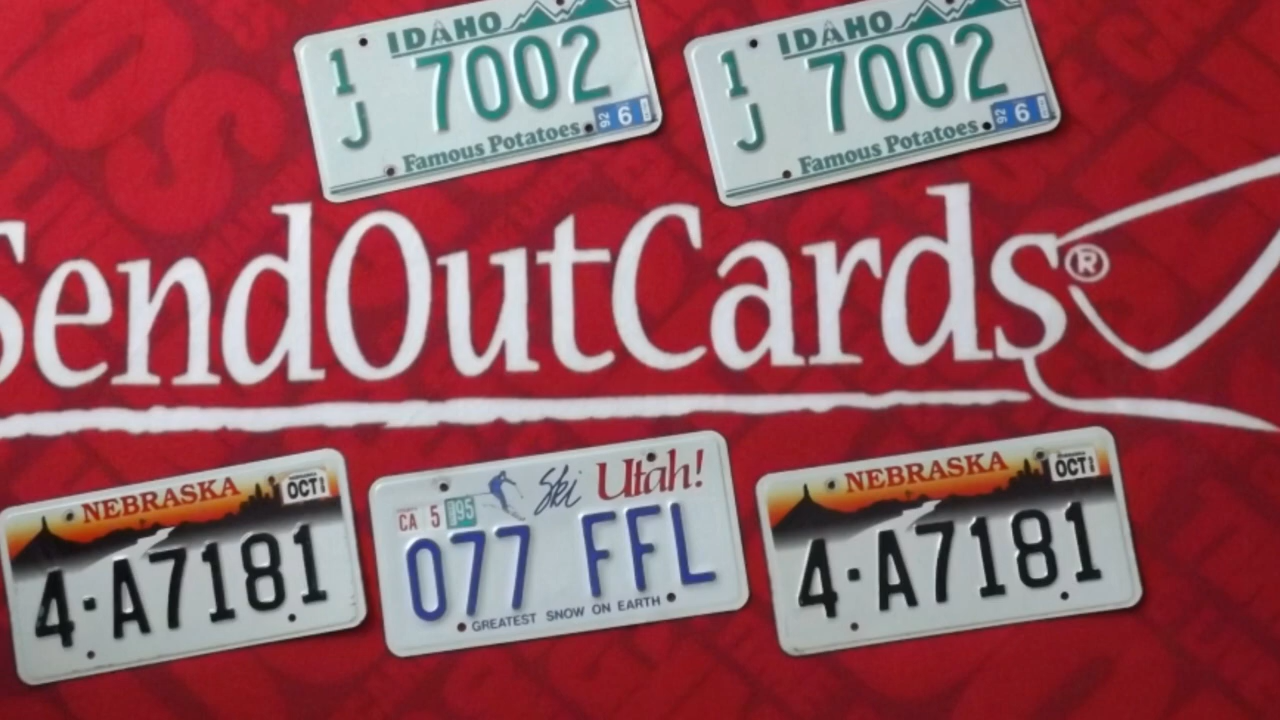 IDAHO
1 J 7002
92 6
Famous Potatoes
IDAHO
1 J 7002
92 6
Famous Potatoes
SendOutCards®
NEBRASKA
OCT
4·A7181
Ski Utah!
CA 5 95
077 FFL
GREATEST SNOW ON EARTH
NEBRASKA
OCT
4·A7181